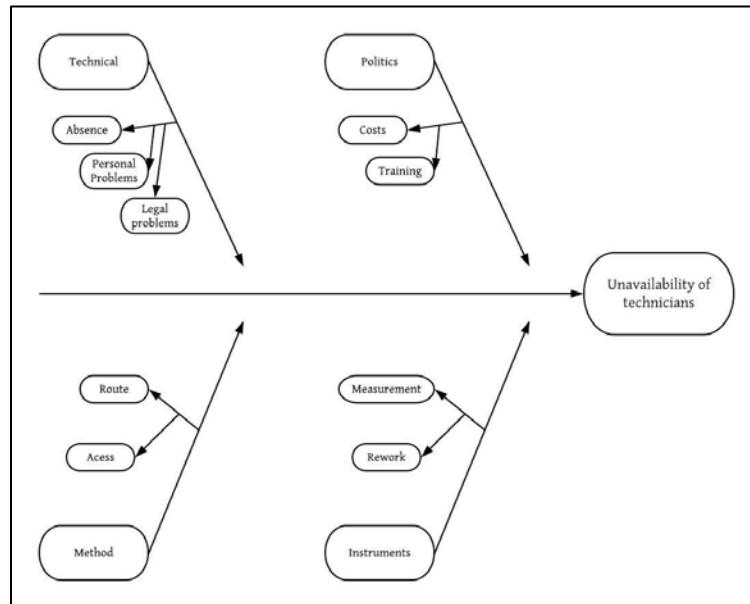 Technical
Politics
Absence
Costs
Personal
Problems
Training
Legal
problems
Unavailability of
technicians
Route
Measurement
Acess
Rework
Method
Instruments